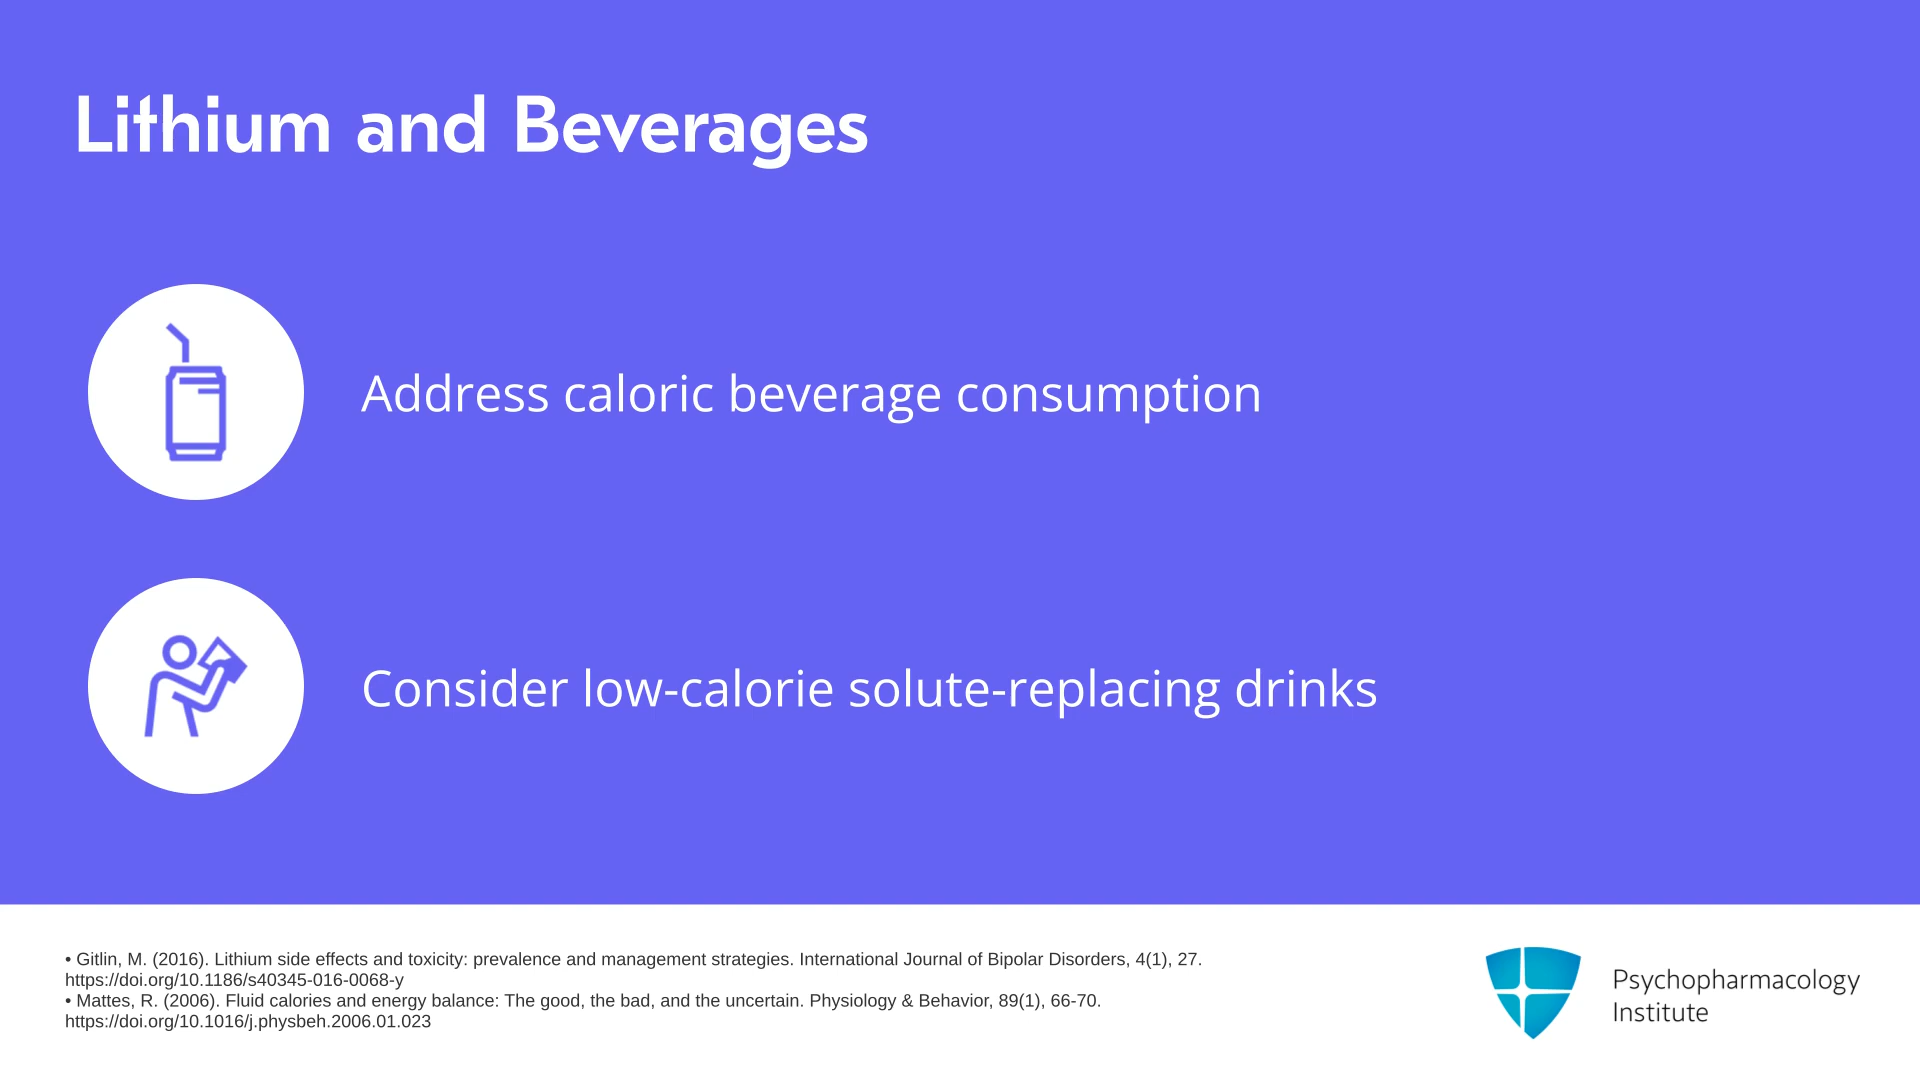 Lithium and Beverages
Address caloric beverage consumption
Consider low-calorie solute-replacing drinks
• Gitlin, M. (2016). Lithium side effects and toxicity: prevalence and management strategies. International Journal of Bipolar Disorders, 4(1), 27.
https://doi.org/10.1186/s40345-016-0068-y
• Mattes, R. (2006). Fluid calories and energy balance: The good, the bad, and the uncertain. Physiology & Behavior, 89(1), 66-70.
https://doi.org/10.1016/j.physbeh.2006.01.023
Psychopharmacology
Institute